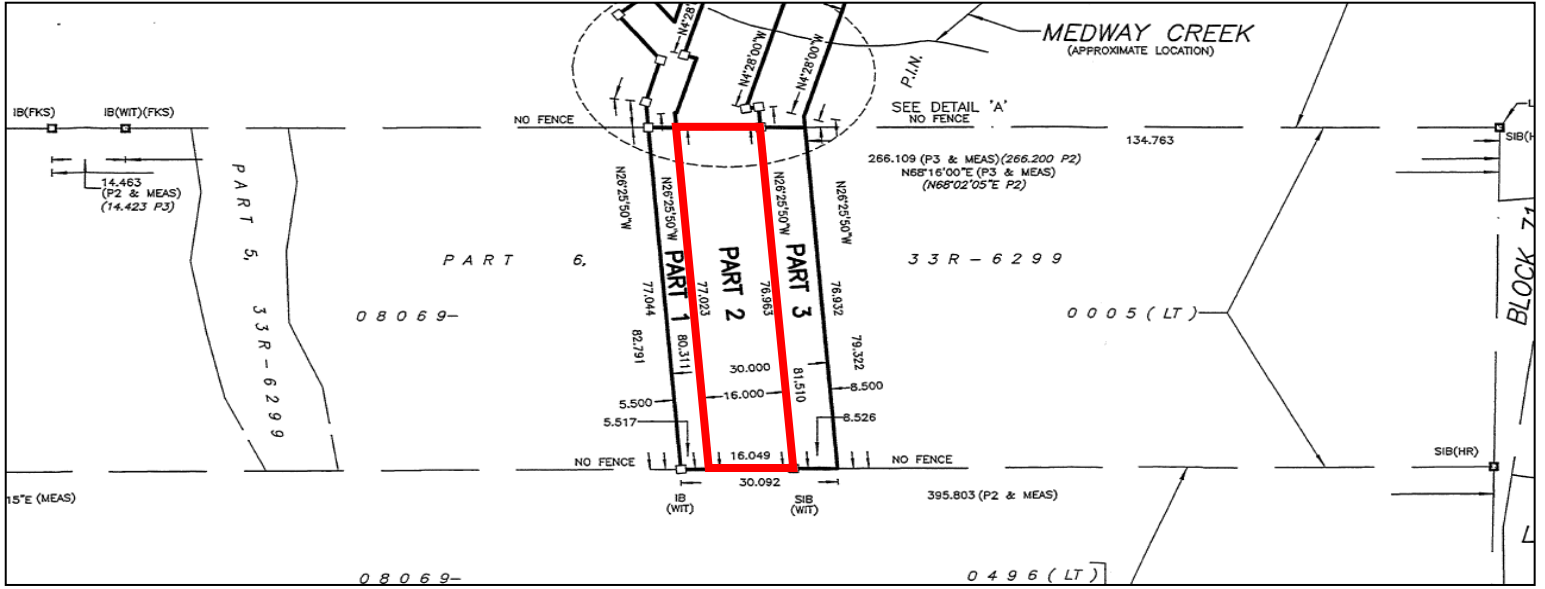 N4°28'
N4°28'00"W
N4°28'00"W
MEDWAY CREEK
(APPROXIMATE LOCATION)
P.I.N.
SEE DETAIL 'A'
NO FENCE
NO FENCE
IB(FKS)
IB(WIT)(FKS)
134.763
SIB(H
14.463
(P2 & MEAS)
(14.423 P3)
266.109 (P3 & MEAS)(266.200 P2)
N68°16'00"E (P3 & MEAS)
(N68°02'05"E P2)
PART 5,
33R-6299
N26°25'50"W
N26°25'50"W
N26°25'50"W
N26°25'50"W
PART 6,
33R-6299
PART 1
PART 2
PART 3
BLOCK 71
77.044
77.023
76.963
76.932
08069-
0005(LT)
82.791
80.311
81.510
79.322
30.000
16.000
8.500
5.500
5.517
8.526
16.049
NO FENCE
NO FENCE
SIB(HR)
30.092
15"E (MEAS)
IB
(WIT)
SIB
(WIT)
395.803 (P2 & MEAS)
L
08069-
0496(LT)